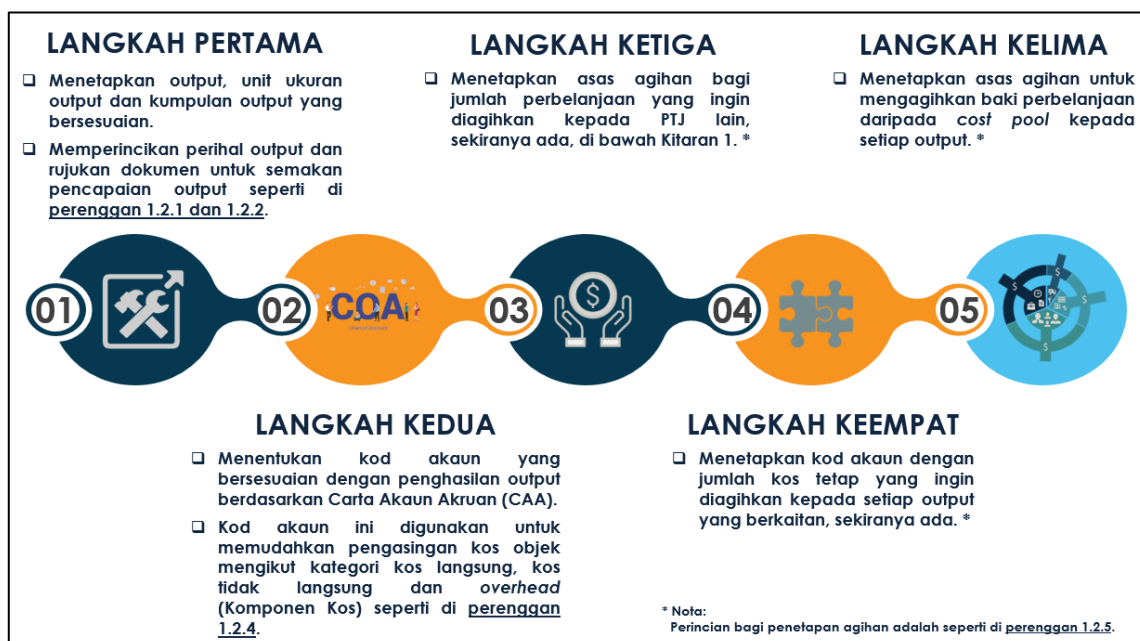 LANGKAH PERTAMA
❑ Menetapkan output, unit ukuran
output dan kumpulan output yang
bersesuaian.
❑ Memperincikan perihal output dan
rujukan dokumen untuk semakan
pencapaian output seperti di
perenggan 1.2.1 dan 1.2.2.
LANGKAH KETIGA
❑ Menetapkan asas agihan bagi
jumlah perbelanjaan yang ingin
diagihkan kepada PTJ lain,
sekiranya ada, di bawah Kitaran 1. *
LANGKAH KELIMA
❑ Menetapkan asas agihan untuk
mengagihkan baki perbelanjaan
daripada cost pool kepada
setiap output. *
01
02
COA
03
$
04
05
LANGKAH KEDUA
❑ Menentukan kod akaun yang
bersesuaian dengan penghasilan output
berdasarkan Carta Akaun Akruan (CAA).
❑ Kod akaun ini digunakan untuk
memudahkan pengasingan kos objek
mengikut kategori kos langsung, kos
tidak langsung dan overhead
(Komponen Kos) seperti di perenggan
1.2.4.
LANGKAH KEEMPAT
❑ Menetapkan kod akaun dengan
jumlah kos tetap yang ingin
diagihkan kepada setiap output
yang berkaitan, sekiranya ada. *
* Nota:
Perincian bagi penetapan agihan adalah seperti di perenggan 1.2.5.